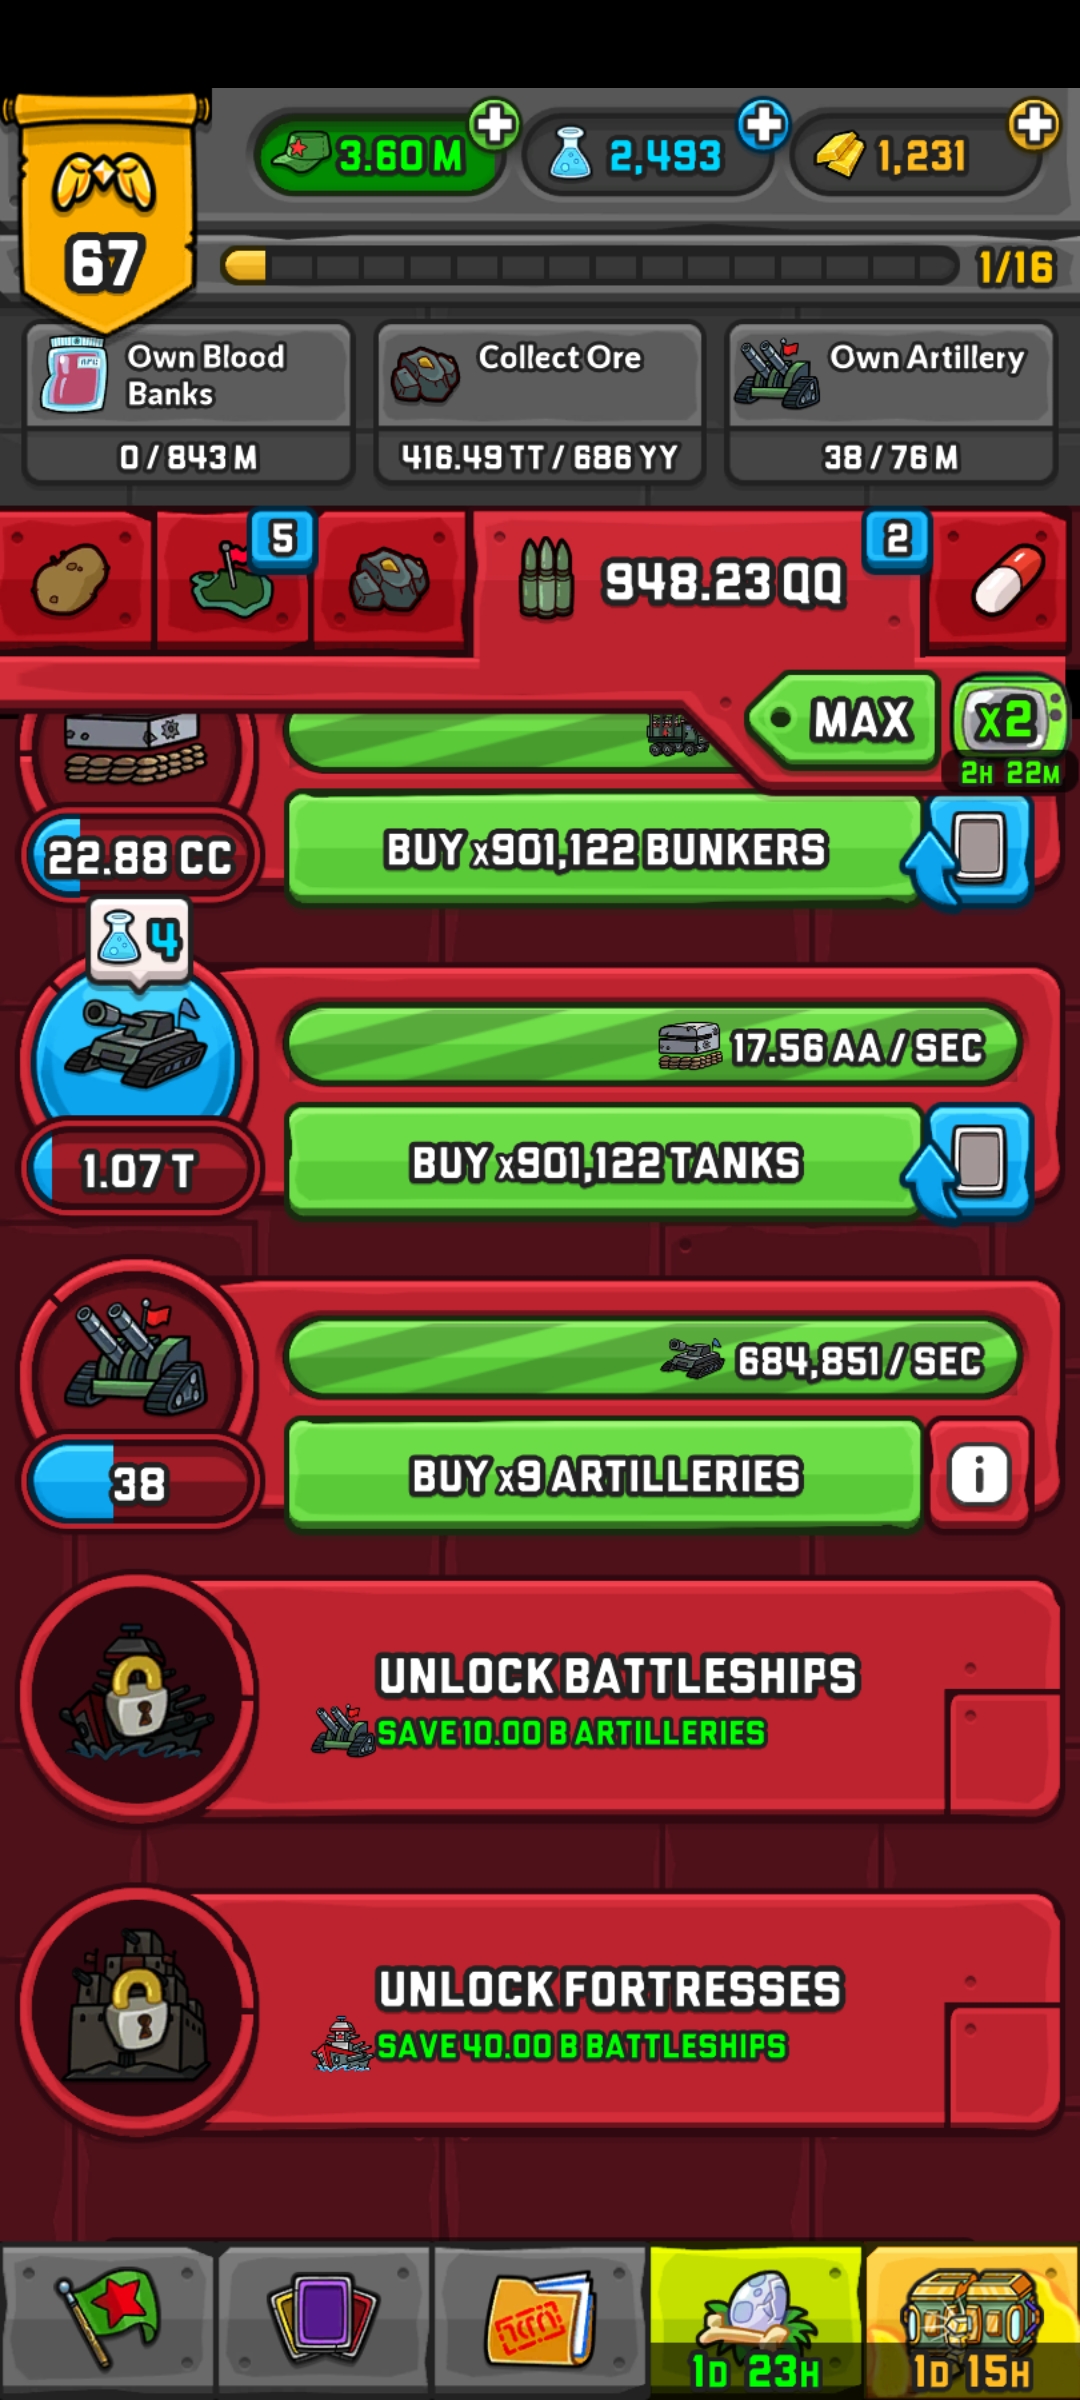 67
3.60 M
2,493
1,231
1/16
Own Blood
Banks
0 / 843 M
Collect Ore
416.49 TT / 686 YY
Own Artillery
38 / 76 M
5
948.23 QQ
2
MAX
x2
2H 22M
22.88 CC
BUY x901,122 BUNKERS
4
17.56 AA / SEC
1.07 T
BUY x901,122 TANKS
684,851 / SEC
38
BUY x9 ARTILLERIES
i
UNLOCK BATTLESHIPS
SAVE 10.00 B ARTILLERIES
UNLOCK FORTRESSES
SAVE 40.00 B BATTLESHIPS
1D 23H
1D 15H